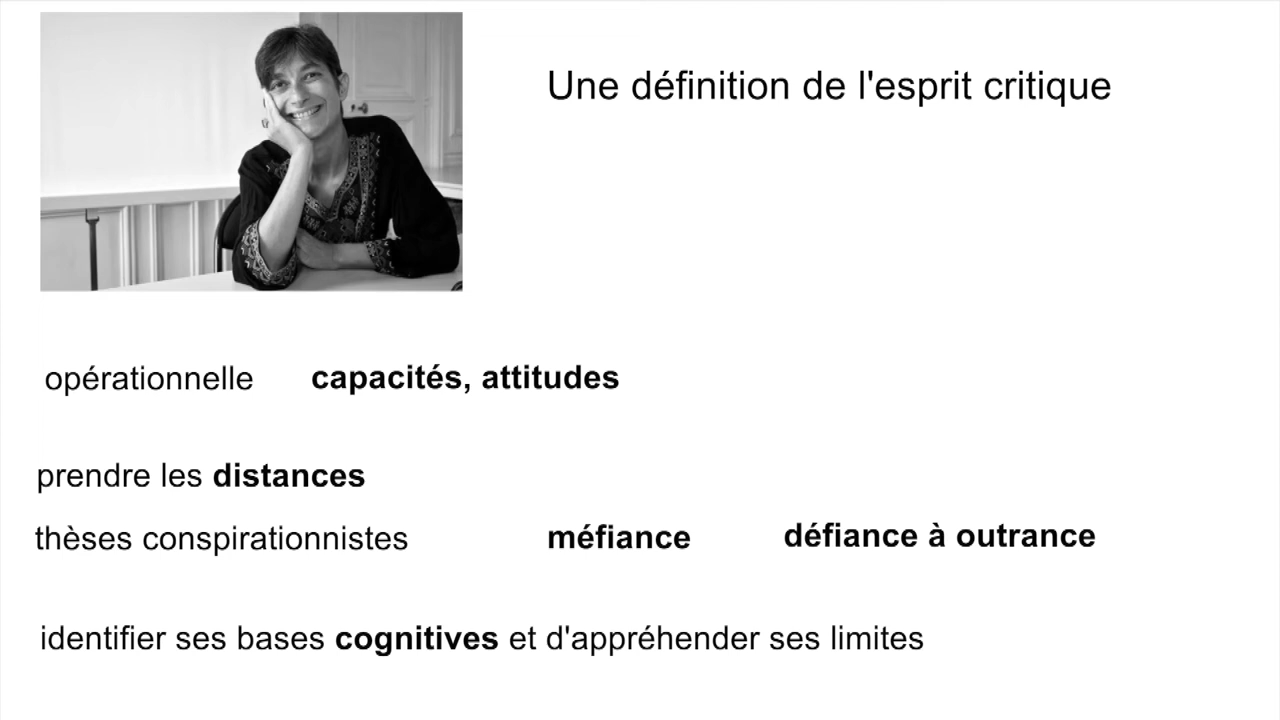 Une définition de l'esprit critique
opérationnelle capacités, attitudes
prendre les distances
thèses conspirationnistes méfiance défiance à outrance
identifier ses bases cognitives et d'appréhender ses limites